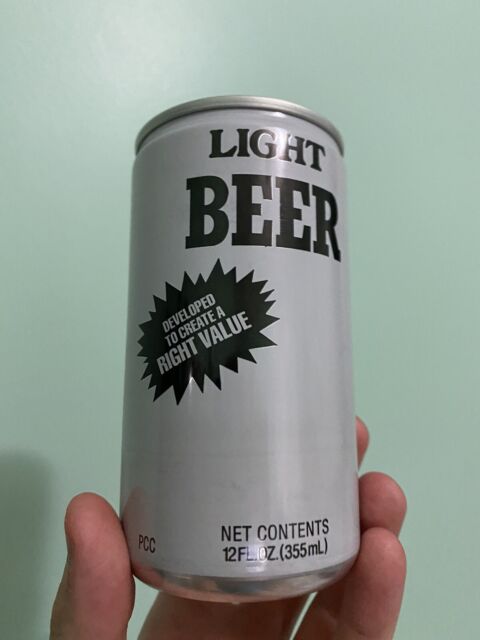 LIGHT
BEER
DEVELOPED
TO CREATE A
RIGHT VALUE
PCC
NET CONTENTS
12FL.OZ.(355mL)